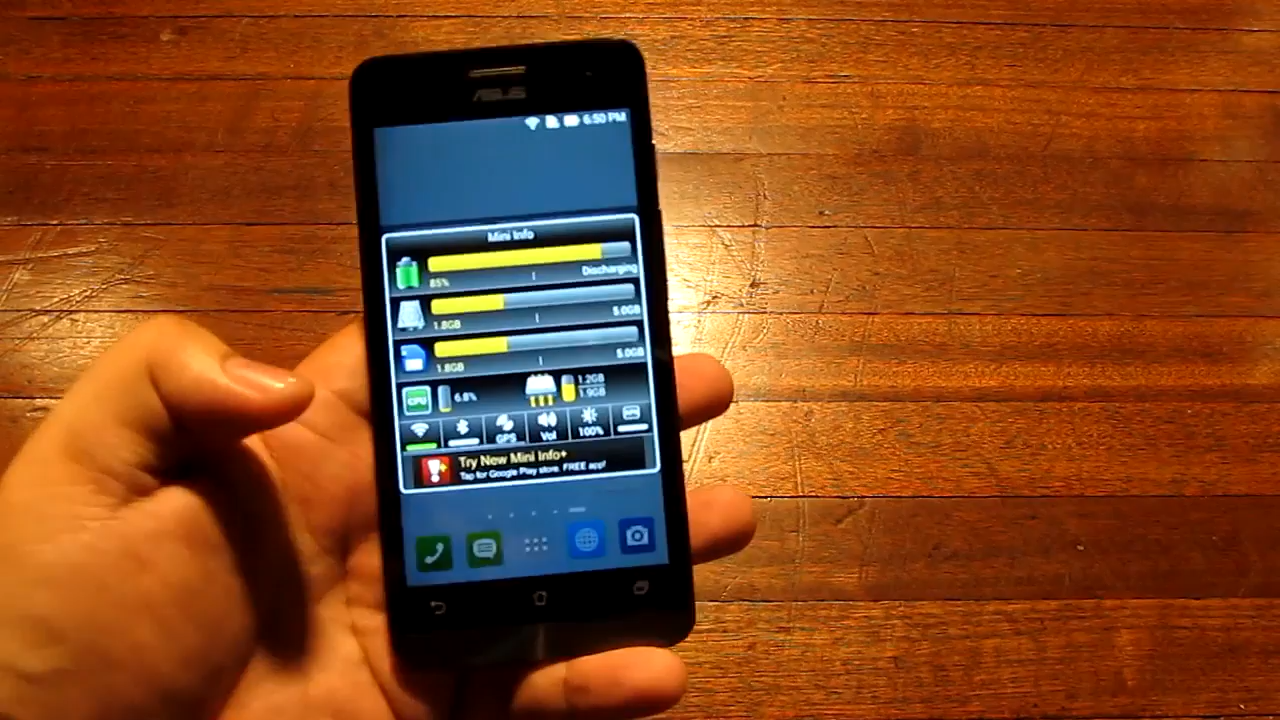 ASUS
6:50 PM
Mini Info
85% Discharging
1.8GB 5.0GB
1.8GB 5.0GB
CPU 6.8% 1.2GB
1.9GB
GPS Vol 100%
Try New Mini Info+
Tap for Google Play store. FREE app!